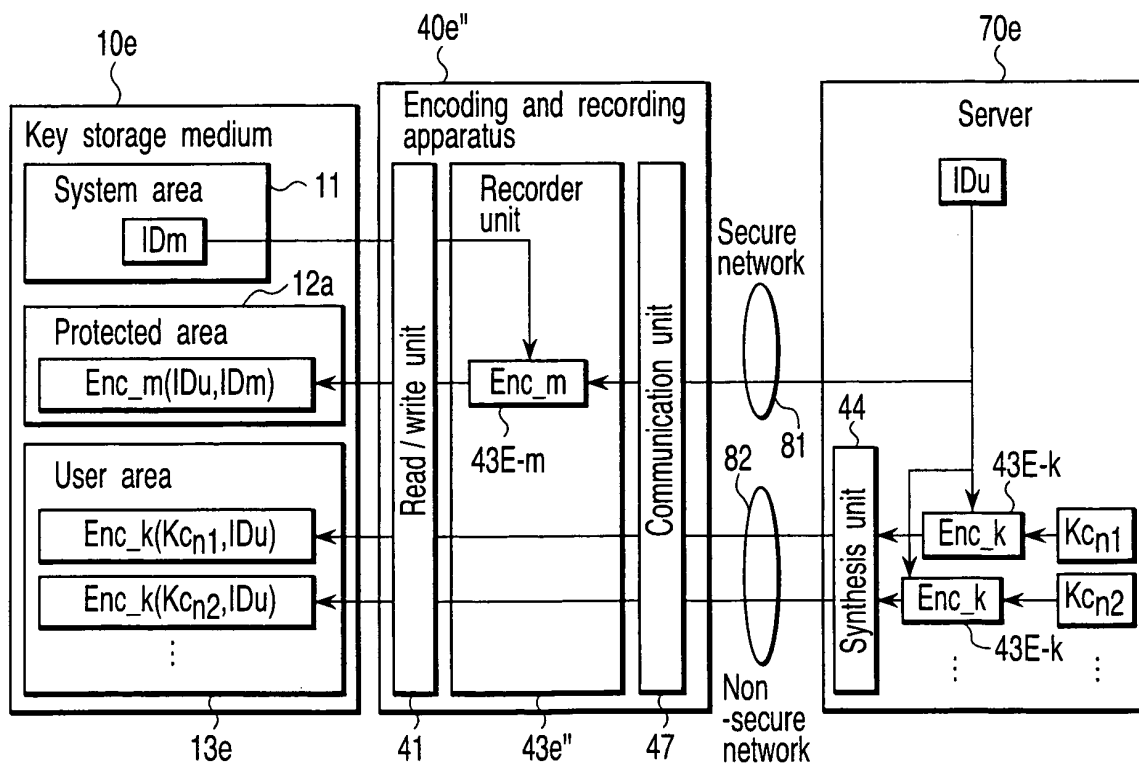 10e
40e"
70e
Key storage medium
System area
11
IDm
12a
Protected area
Enc_m(IDu,IDm)
User area
Enc_k(Kcn1,IDu)
Enc_k(Kcn2,IDu)
⋮
13e
Encoding and recording
apparatus
Read/write unit
41
Recorder
unit
Enc_m
43E-m
43e"
Communication unit
47
Secure
network
81
82
Non
-secure
network
Server
IDu
44
Synthesis unit
43E-k
Enc_k
Kcn1
Enc_k
Kcn2
43E-k
⋮
⋮